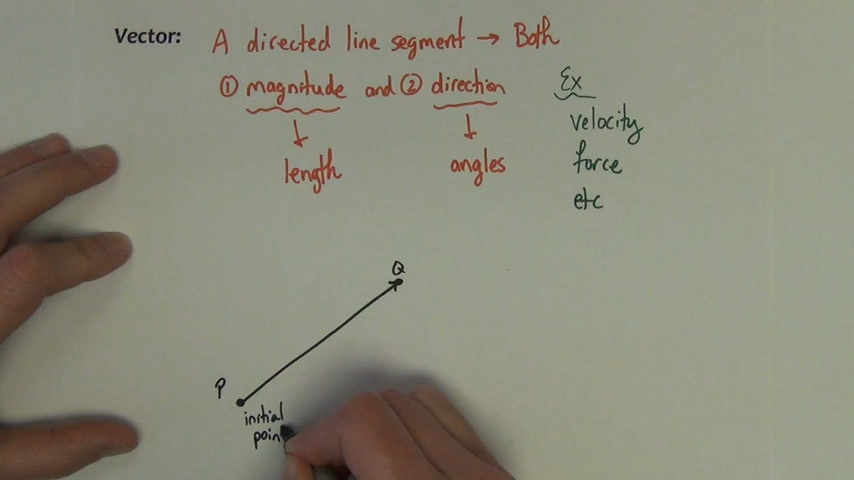 Vector: A directed line segment → Both
① magnitude and ② direction
length
angles
Ex
velocity
force
etc
Q
P
initial
poin